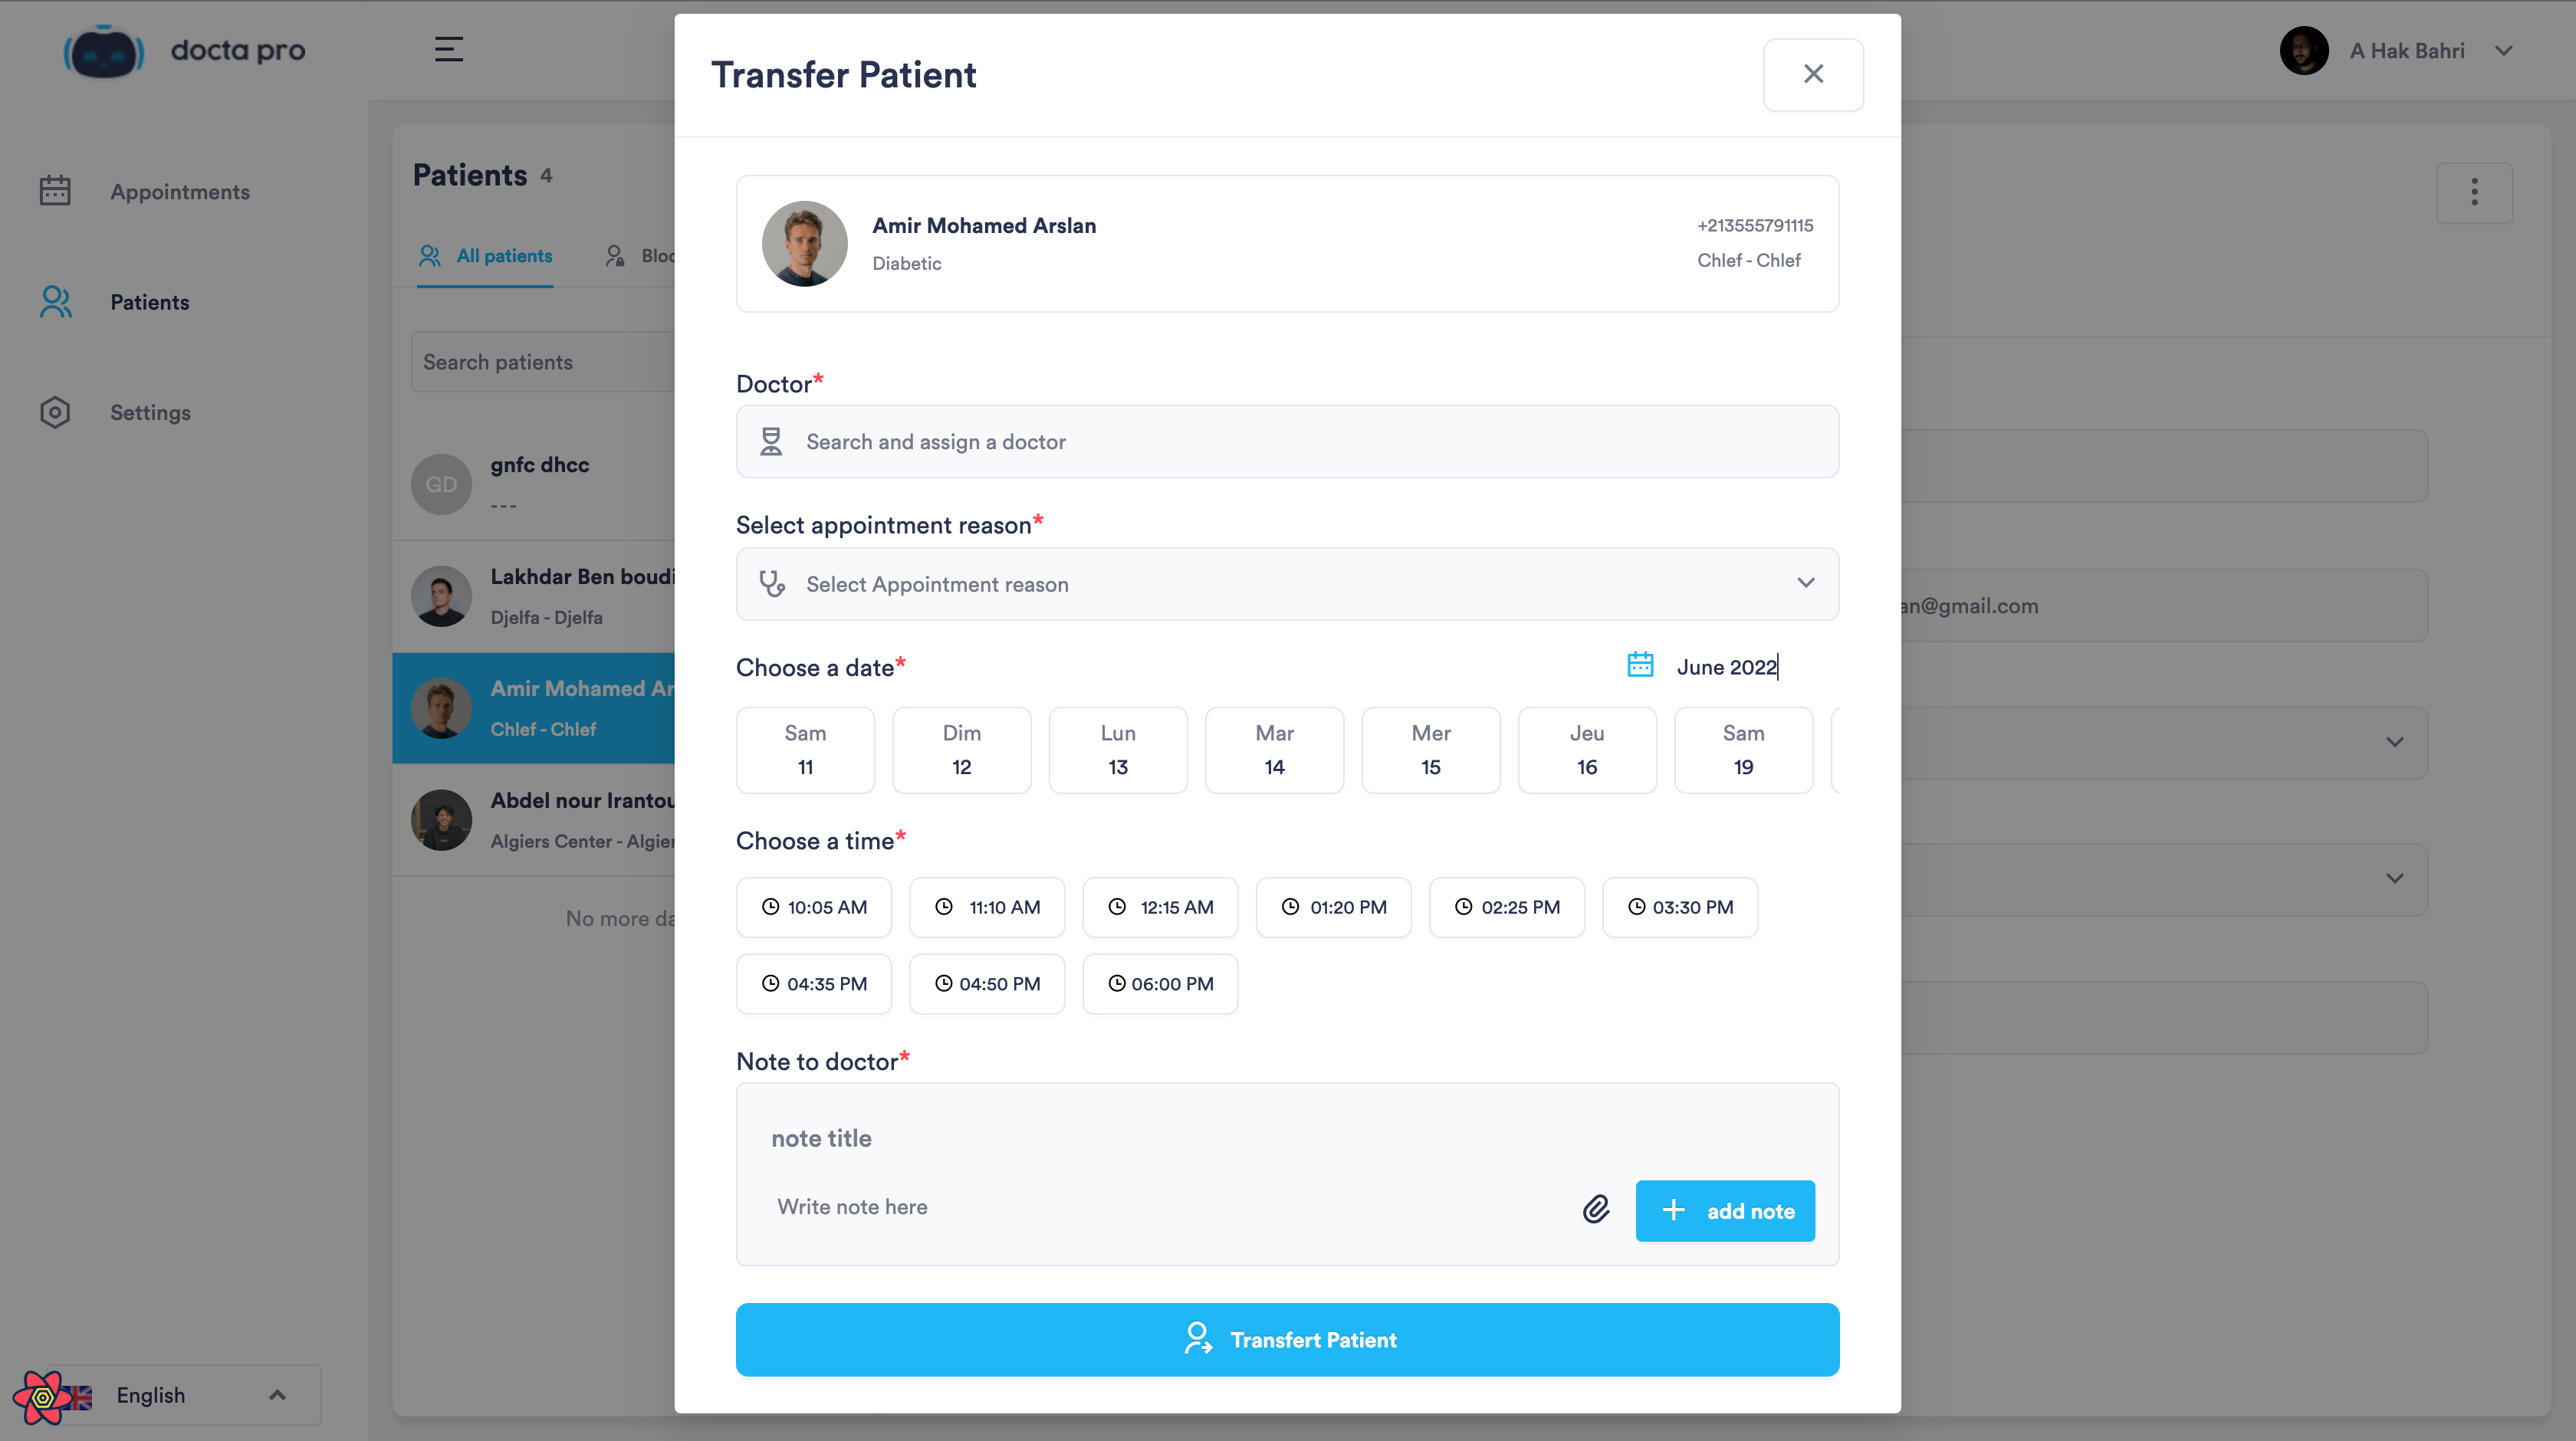 docta pro
A Hak Bahri
Appointments
Patients
Settings
English
Patients 4
All patients
Bloc
Search patients
GD
gnfc dhcc
---
Lakhdar Ben boudi
Djelfa - Djelfa
Amir Mohamed Ar
Chlef - Chlef
Abdel nour Irantou
Algiers Center - Algier
No more da
Transfer Patient
Amir Mohamed Arslan
Diabetic
+213555791115
Chlef - Chlef
Doctor*
Search and assign a doctor
Select appointment reason*
Select Appointment reason
Choose a date*
June 2022
Sam 11
Dim 12
Lun 13
Mar 14
Mer 15
Jeu 16
Sam 19
Choose a time*
10:05 AM
11:10 AM
12:15 AM
01:20 PM
02:25 PM
03:30 PM
04:35 PM
04:50 PM
06:00 PM
Note to doctor*
note title
Write note here
add note
Transfert Patient
an@gmail.com